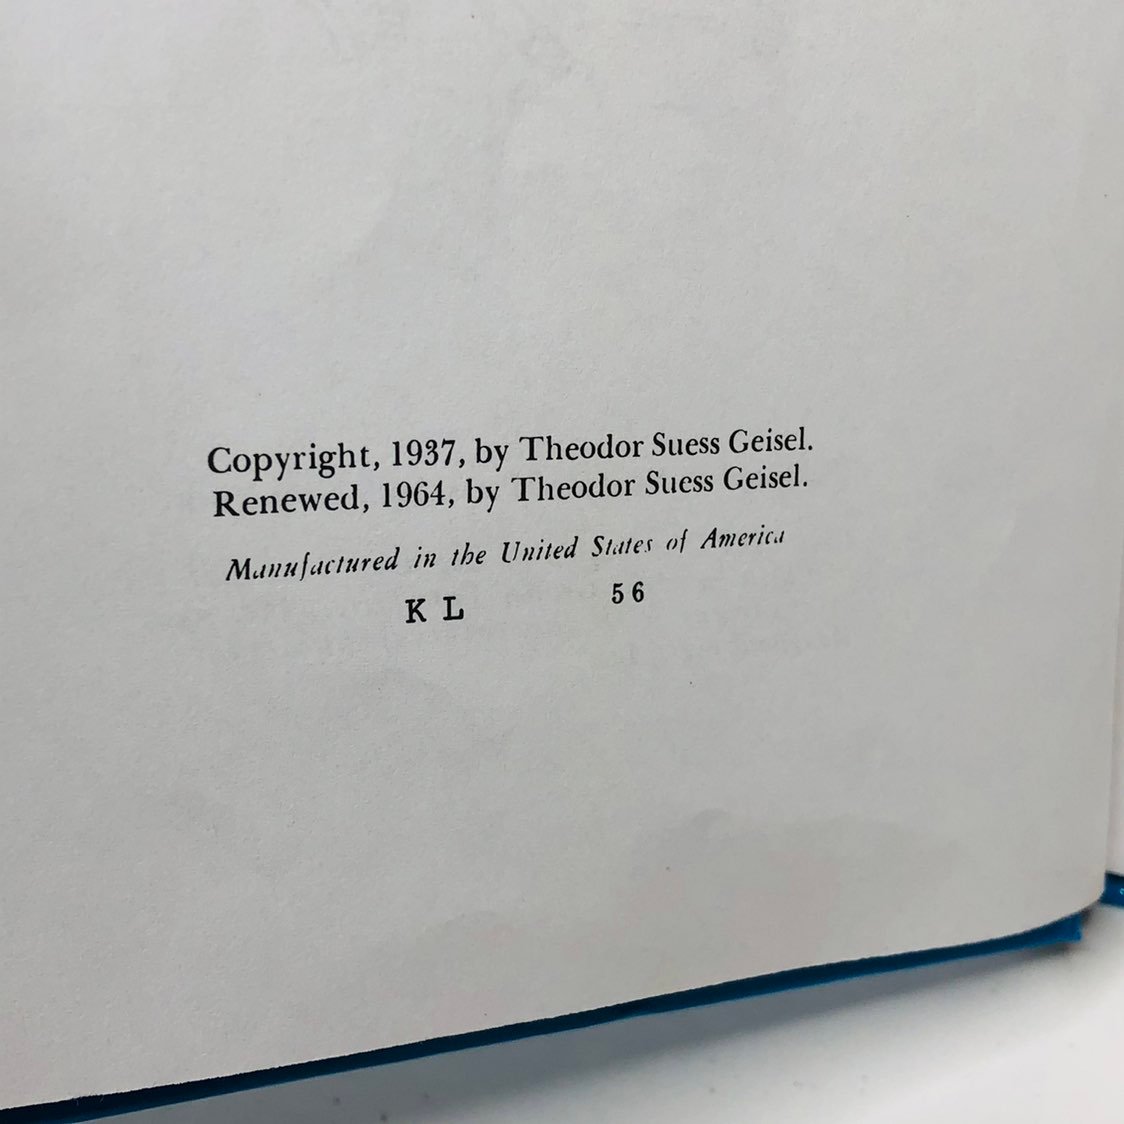 Copyright, 1937, by Theodor Suess Geisel.
Renewed, 1964, by Theodor Suess Geisel.
Manufactured in the United States of America
K L 56